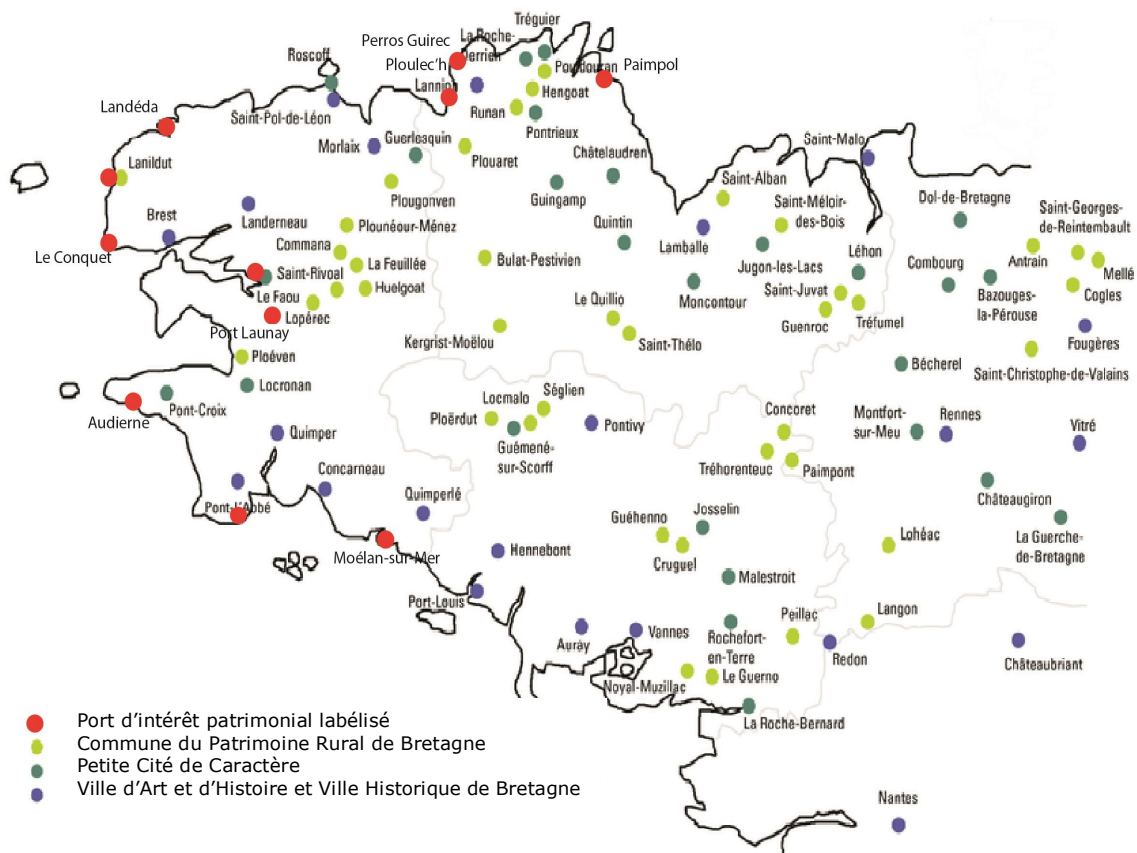 Tréguier
La Roche-
Derrien
Perros Guirec
Ploulec'h
Roscoff
Pouldouran
Paimpol
Lannion
Hengoat
Landéda
Saint-Pol-de-Léon
Runan
Pontrieux
Morlaix
Guerlesquin
Plouaret
Châtelaudren
Saint-Malo
Lanildut
Plougonven
Guingamp
Saint-Alban
Saint-Méloir-
des-Bois
Dol-de-Bretagne
Saint-Georges-
de-Reintembault
Brest
Landerneau
Plounéour-Ménez
Quintin
Lamballe
Commana
Le Conquet
La Feuillée
Bulat-Pestivien
Jugon-les-Lacs
Léhon
Combourg
Antrain
Mellé
Saint-Rivoal
Huelgoat
Moncontour
Saint-Juvat
Bazouges-
la-Pérouse
Cogles
Le Faou
Lopérec
Le Quillio
Guenroc
Tréfumel
Port Launay
Kergrist-Moëlou
Saint-Thélo
Fougères
Ploéven
Bécherel
Saint-Christophe-de-Valains
Locronan
Pont-Croix
Audierne
Locmalo
Séglien
Ploërdut
Concoret
Montfort-
sur-Meu
Rennes
Vitré
Quimper
Guémené-
sur-Scorff
Pontivy
Tréhorenteuc
Paimpont
Concarneau
Châteaugiron
Quimperlé
Pont-l'Abbé
Guéhenno
Josselin
Lohéac
La Guerche-
de-Bretagne
Moélan-sur-Mer
Hennebont
Cruguel
Malestroit
Port-Louis
Peillac
Langon
Auray
Vannes
Rochefort-
en-Terre
Redon
Châteaubriant
Noyal-Muzillac
Le Guerno
La Roche-Bernard
Port d'intérêt patrimonial labélisé
Commune du Patrimoine Rural de Bretagne
Petite Cité de Caractère
Ville d'Art et d'Histoire et Ville Historique de Bretagne
Nantes